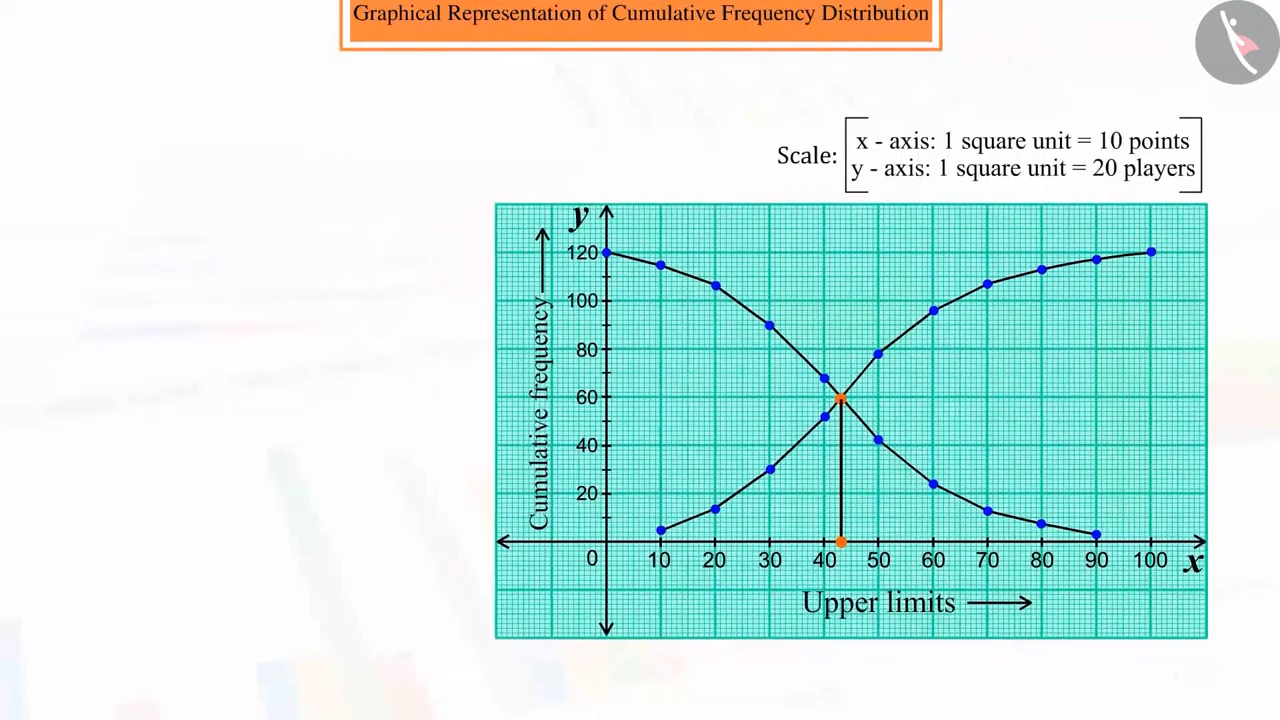 Graphical Representation of Cumulative Frequency Distribution
Scale:
x - axis: 1 square unit = 10 points
y - axis: 1 square unit = 20 players
y
120
100
80
60
40
20
Cumulative frequency
0 10 20 30 40 50 60 70 80 90 100 x
Upper limits